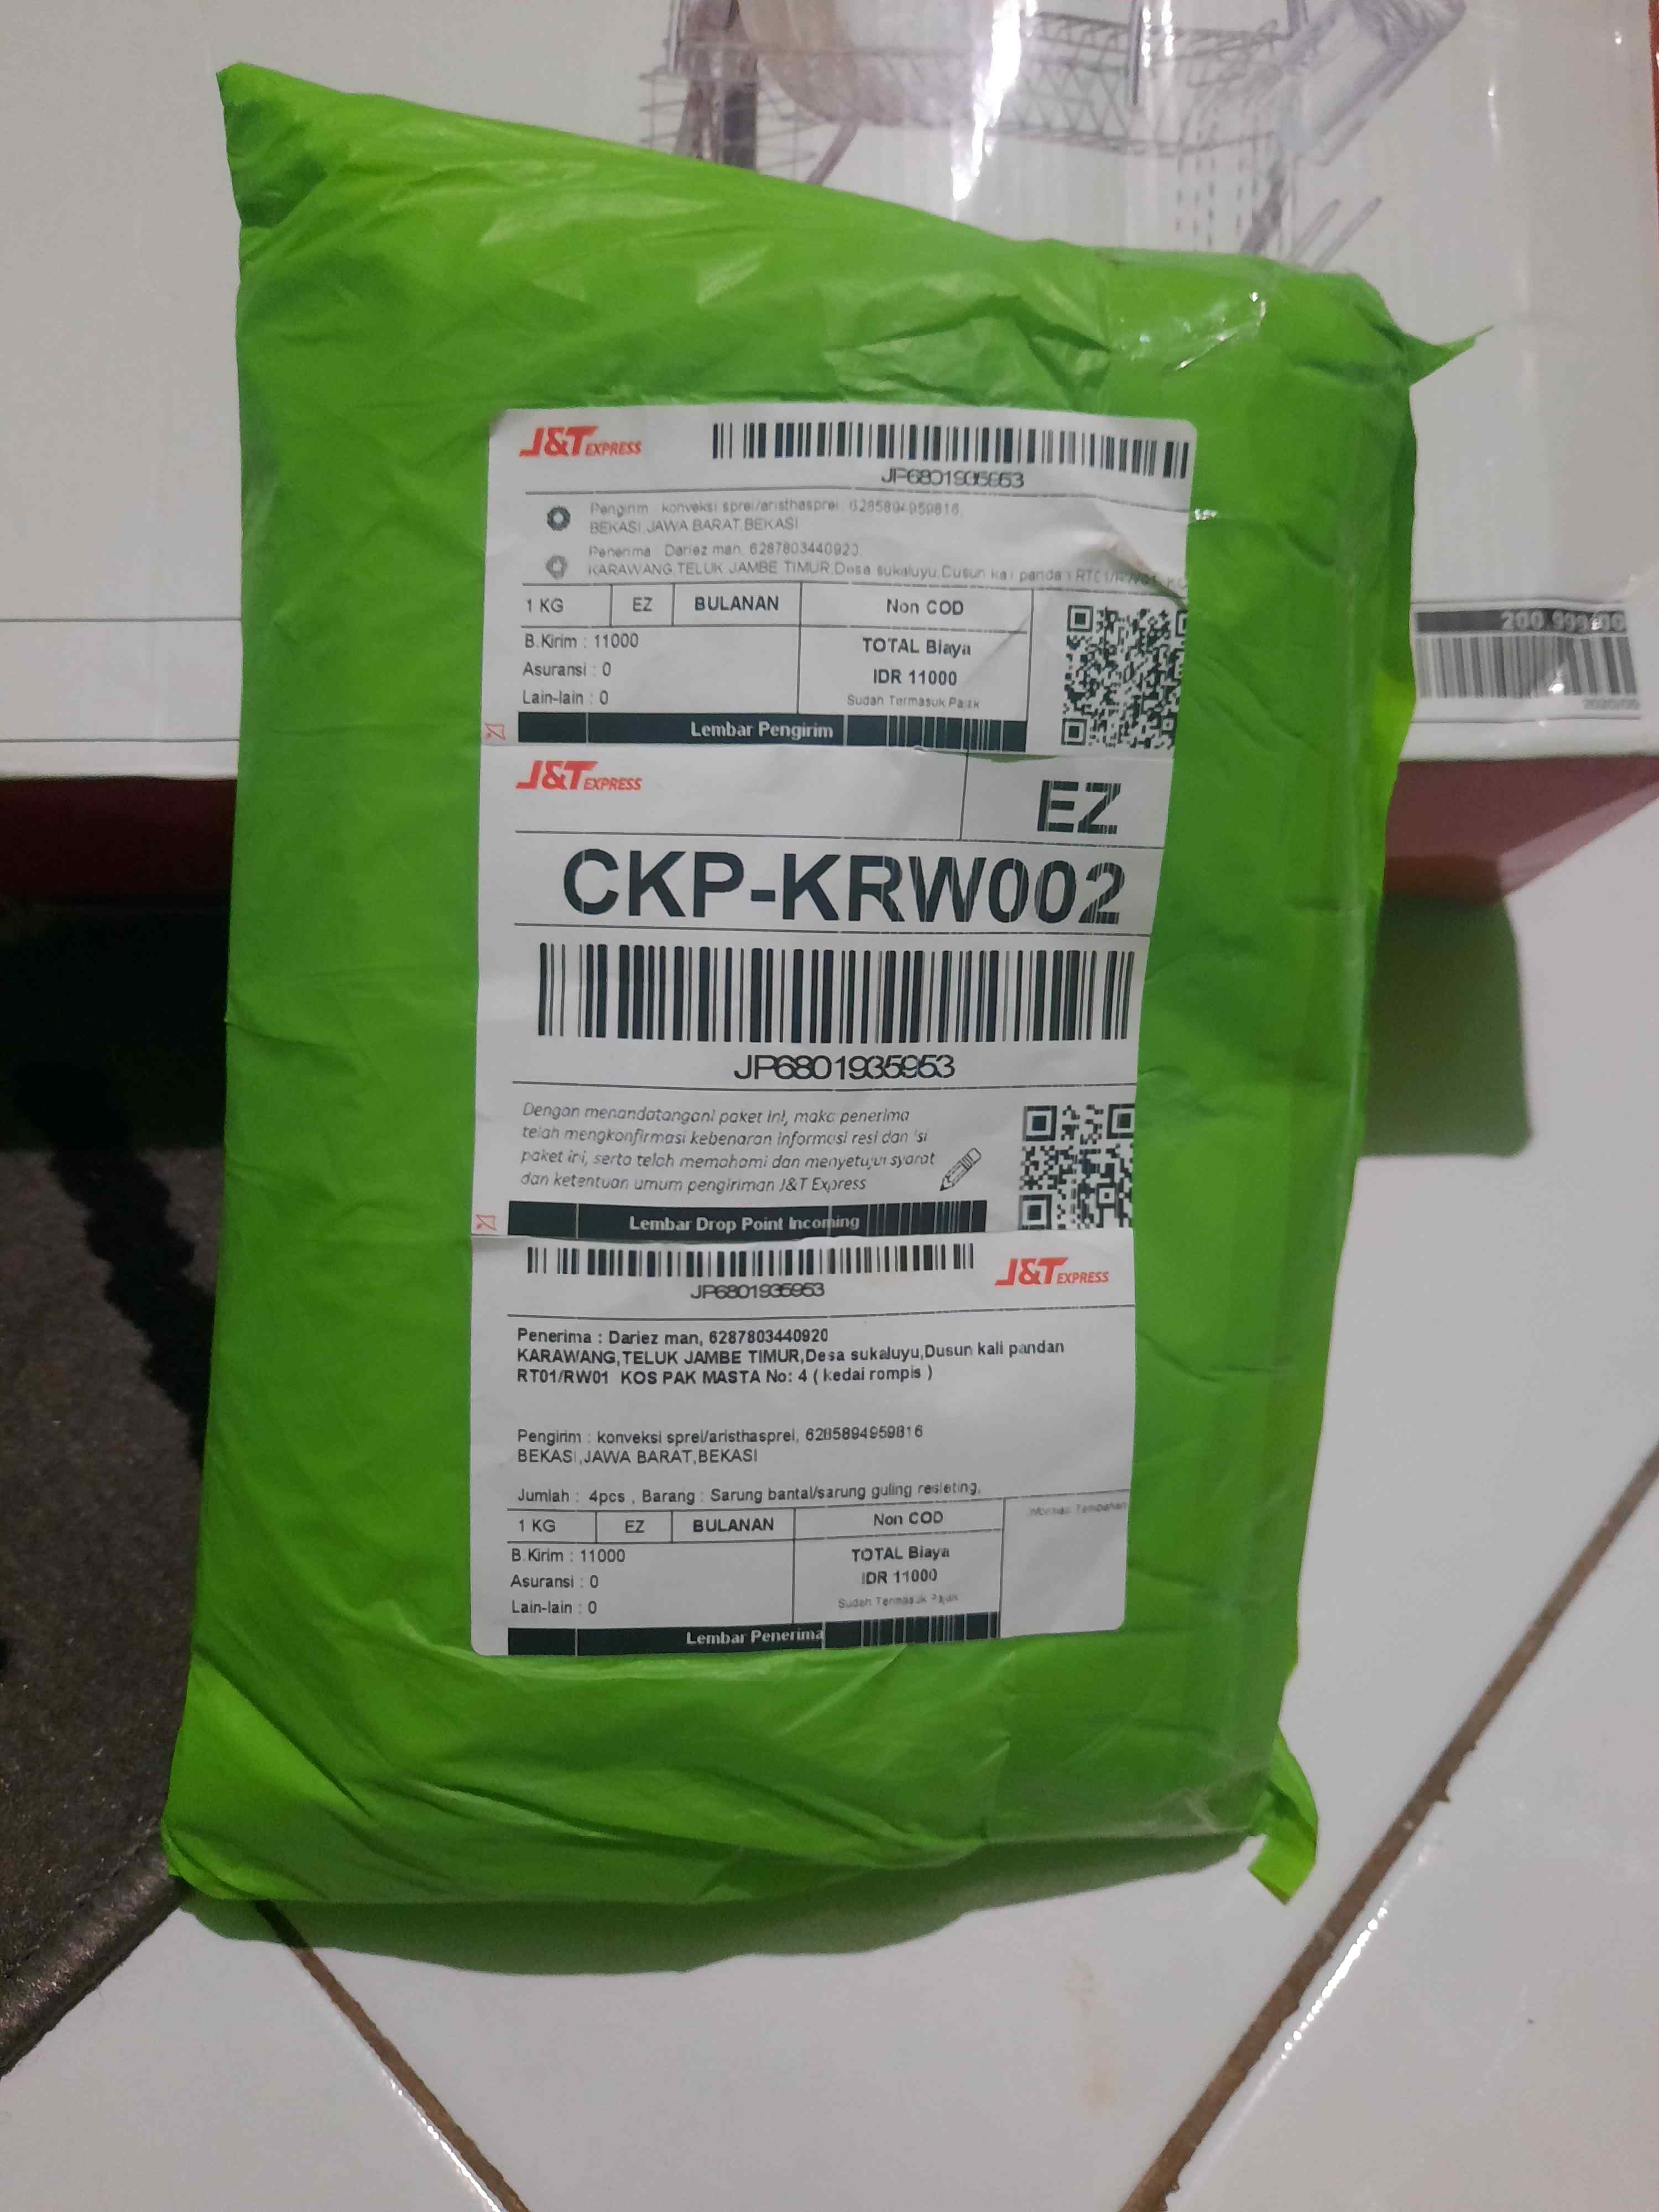 J&T EXPRESS
JP6801935953
Pengirim : konveksi sprei/aristhasprei, 6285894959816,
BEKASI,JAWA BARAT,BEKASI
Penerima : Dariez man, 6287803440920,
KARAWANG,TELUK JAMBE TIMUR,Desa sukaluyu,Dusun kali pandan RT01/RW01
1 KG EZ BULANAN Non COD
B.Kirim : 11000
Asuransi : 0
Lain-lain : 0
TOTAL Biaya
IDR 11000
Sudah Termasuk Pajak
Lembar Pengirim
J&T EXPRESS
EZ
CKP-KRW002
JP6801935953
Dengan menandatangani paket ini, maka penerima
telah mengkonfirmasi kebenaran informasi resi dan isi
paket ini, serta telah memahami dan menyetujui syarat
dan ketentuan umum pengiriman J&T Express
Lembar Drop Point Incoming
JP6801935953
J&T EXPRESS
Penerima : Dariez man, 6287803440920
KARAWANG,TELUK JAMBE TIMUR,Desa sukaluyu,Dusun kali pandan
RT01/RW01 KOS PAK MASTA No: 4 ( kedai rompis )
Pengirim : konveksi sprei/aristhasprei, 6285894959816
BEKASI,JAWA BARAT,BEKASI
Jumlah : 4pcs , Barang : Sarung bantal/sarung guling resleting,
1 KG EZ BULANAN Non COD
Informasi Tambahan
B.Kirim : 11000
Asuransi : 0
Lain-lain : 0
TOTAL Biaya
IDR 11000
Sudah Termasuk Pajak
Lembar Penerima